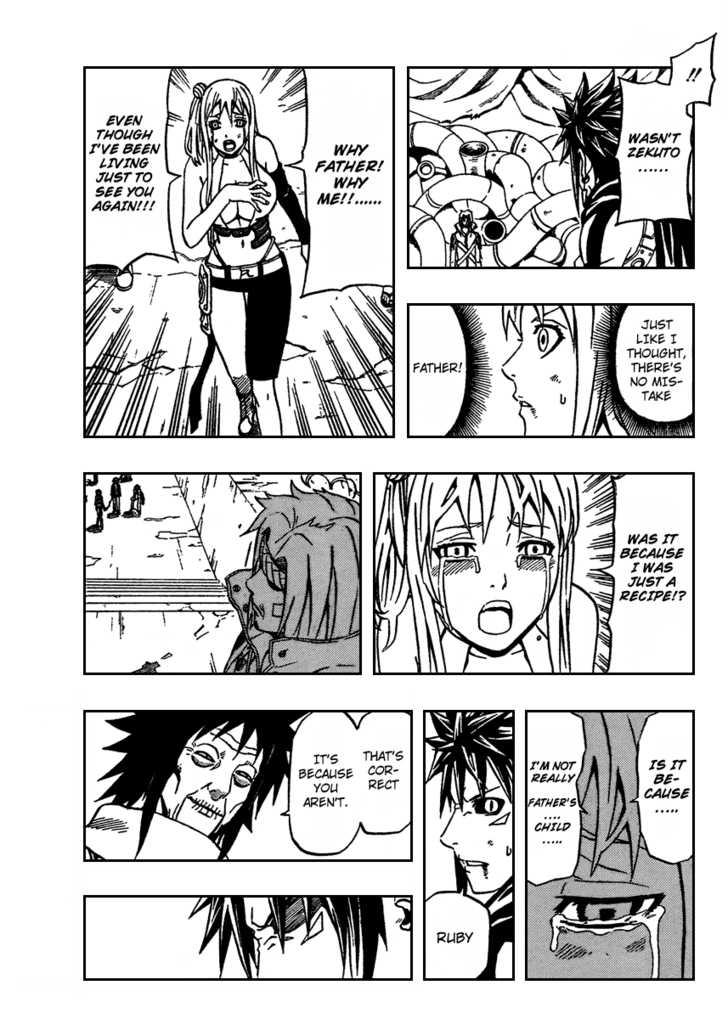 !!
WASN'T
ZEKUTO
......
WHY
FATHER!
WHY
ME!!......
EVEN
THOUGH
I'VE BEEN
LIVING
JUST TO
SEE YOU
AGAIN!!!
JUST
LIKE I
THOUGHT,
THERE'S
NO MIS-
TAKE
FATHER!
WAS IT
BECAUSE
I WAS
JUST A
RECIPE!?
IS IT
BE-
CAUSE
.....
I'M NOT
REALLY
FATHER'S
....
CHILD
.....
RUBY
THAT'S
COR-
RECT
IT'S
BECAUSE
YOU
AREN'T.